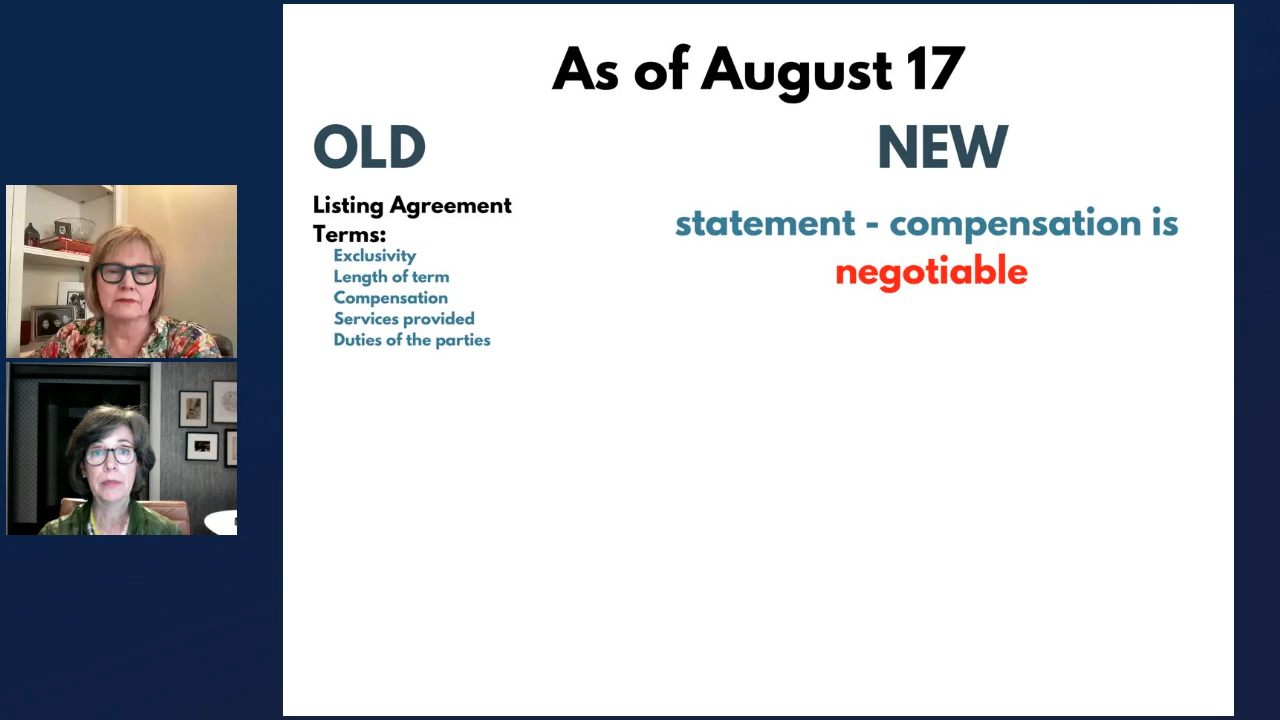 As of August 17
OLD
Listing Agreement
Terms:
Exclusivity
Length of term
Compensation
Services provided
Duties of the parties
NEW
statement - compensation is
negotiable